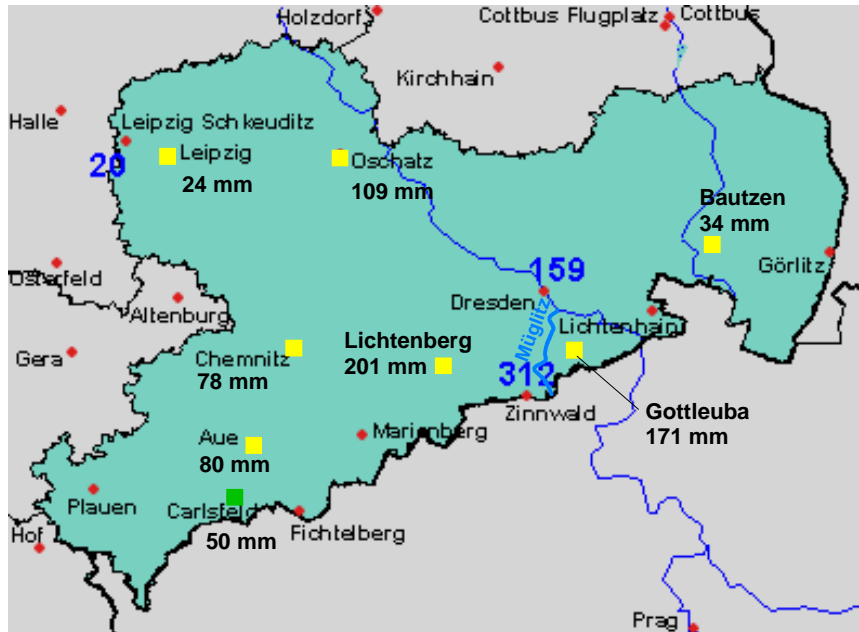 Holzdorf
Cottbus Flugplatz
Cottbus
Kirchhain
Halle
Leipzig Schkeuditz
20
Leipzig
24 mm
Oschatz
109 mm
Bautzen
34 mm
Görlitz
Osterfeld
Altenburg
159
Dresden
Müglitz
Lichtenhain
Gera
Chemnitz
78 mm
Lichtenberg
201 mm
312
Zinnwald
Gottleuba
171 mm
Aue
80 mm
Marienberg
Plauen
Carlsfeld
50 mm
Fichtelberg
Hof
Prag